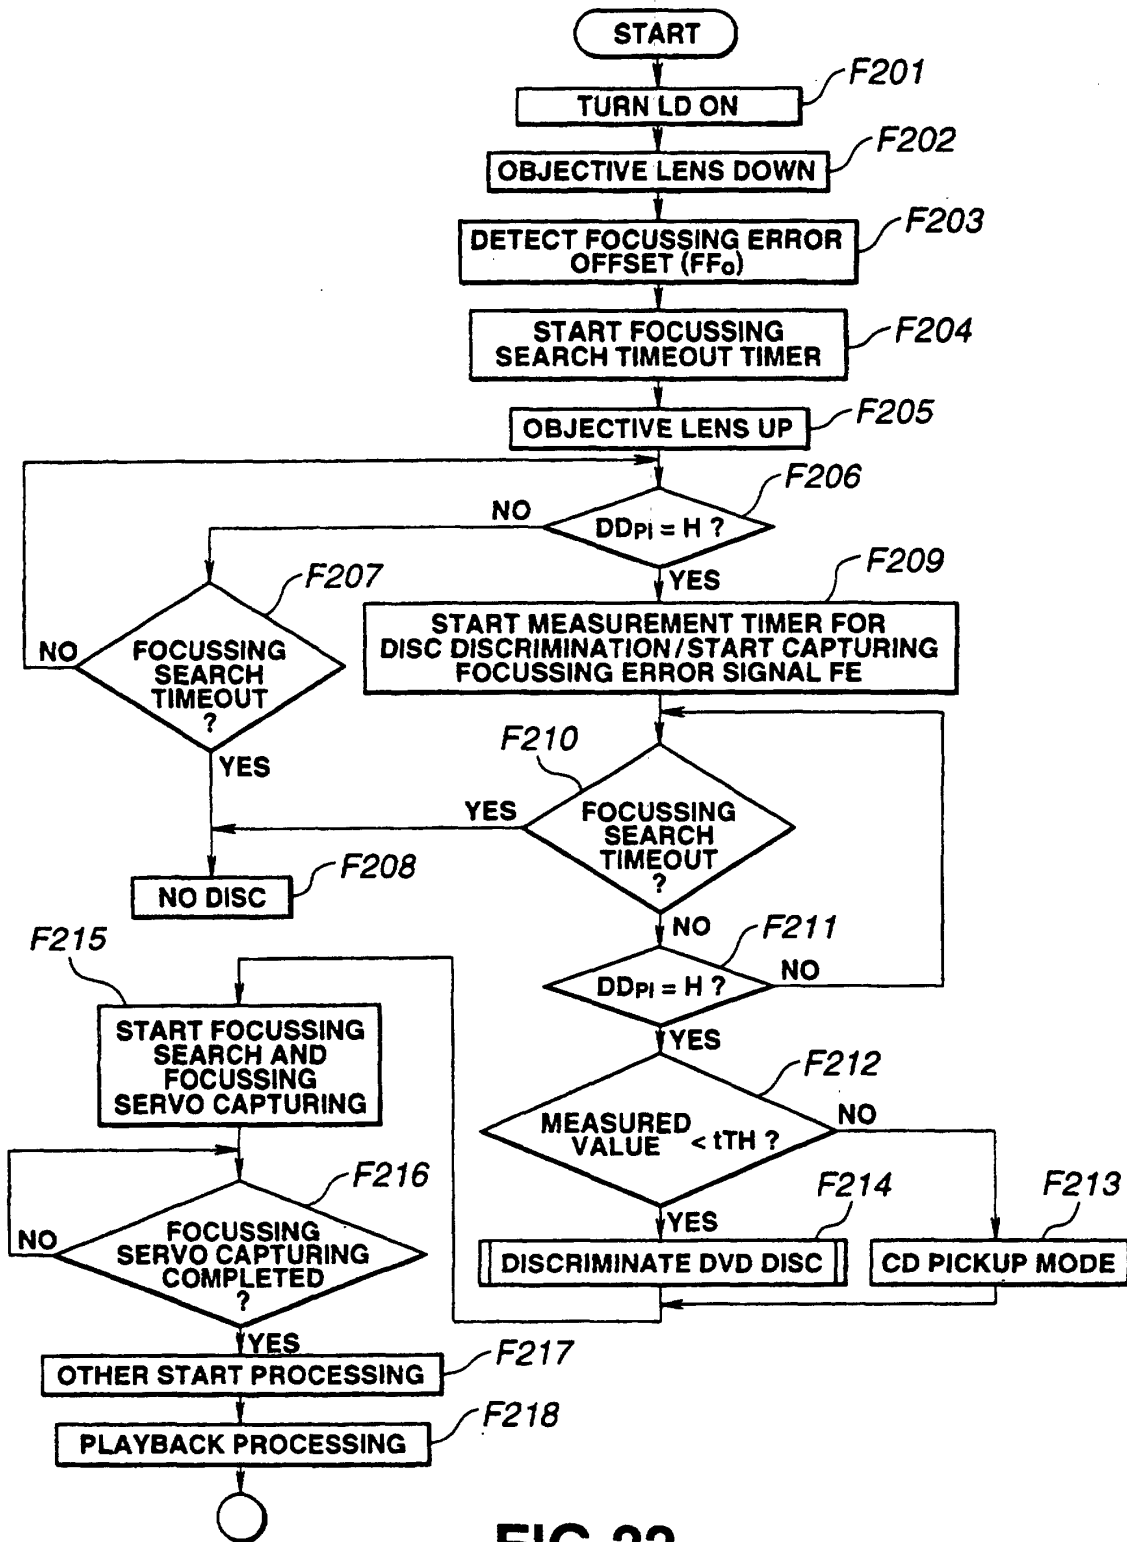 START
F201
TURN LD ON
F202
OBJECTIVE LENS DOWN
F203
DETECT FOCUSSING ERROR
OFFSET (FFo)
F204
START FOCUSSING
SEARCH TIMEOUT TIMER
F205
OBJECTIVE LENS UP
F206
NO
DDPI = H ?
YES
F207
NO
FOCUSSING
SEARCH
TIMEOUT
?
YES
F209
START MEASUREMENT TIMER FOR
DISC DISCRIMINATION/START CAPTURING
FOCUSSING ERROR SIGNAL FE
F210
YES
FOCUSSING
SEARCH
TIMEOUT
?
NO
F208
NO DISC
F211
DDPI = H ?
NO
YES
F212
MEASURED
VALUE < tTH ?
NO
YES
F214
DISCRIMINATE DVD DISC
F213
CD PICKUP MODE
F215
START FOCUSSING
SEARCH AND
FOCUSSING
SERVO CAPTURING
F216
NO
FOCUSSING
SERVO CAPTURING
COMPLETED
?
YES
F217
OTHER START PROCESSING
F218
PLAYBACK PROCESSING